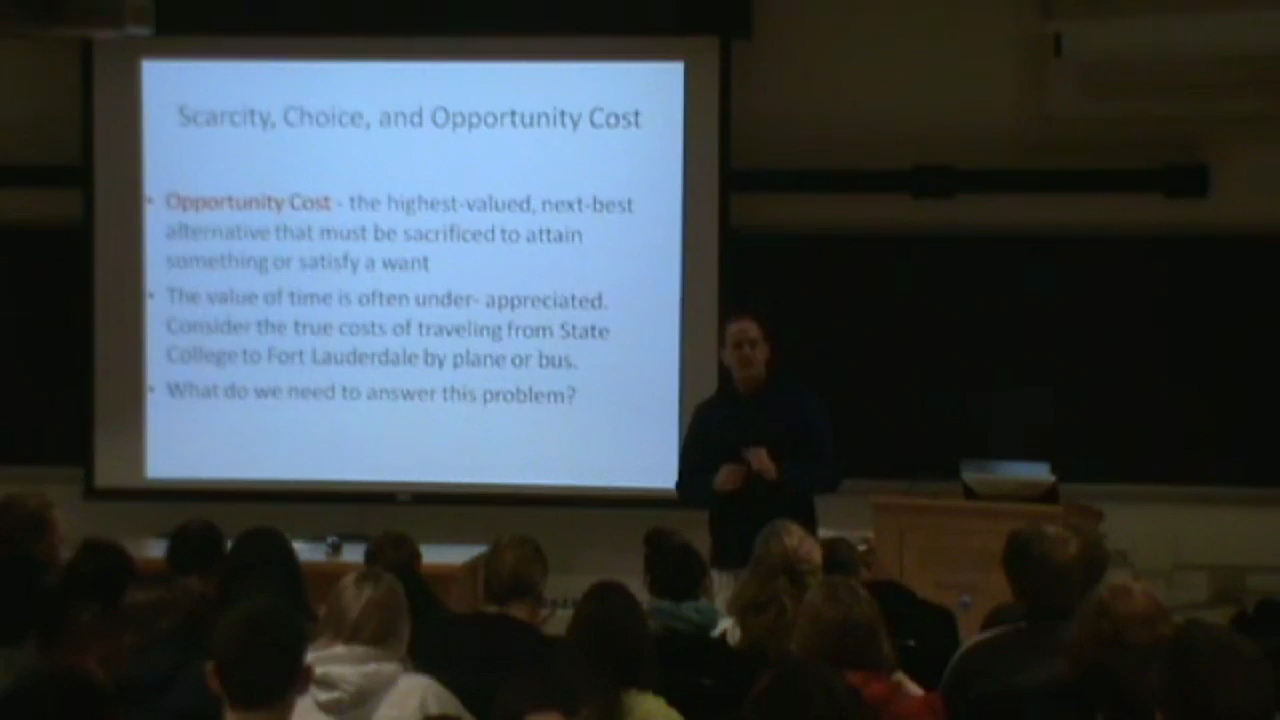 Scarcity, Choice, and Opportunity Cost
• Opportunity Cost - the highest-valued, next-best
alternative that must be sacrificed to attain
something or satisfy a want
• The value of time is often under- appreciated.
Consider the true costs of traveling from State
College to Fort Lauderdale by plane or bus.
• What do we need to answer this problem?